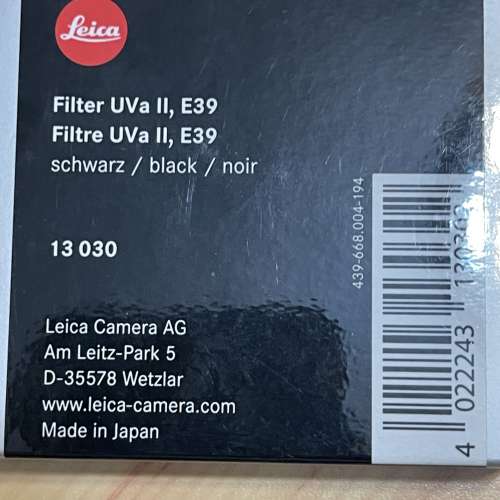 Leica
Filter UVa II, E39
Filtre UVa II, E39
schwarz / black / noir
13 030
Leica Camera AG
Am Leitz-Park 5
D-35578 Wetzlar
www.leica-camera.com
Made in Japan
439-668.004-194
4 022243 130302